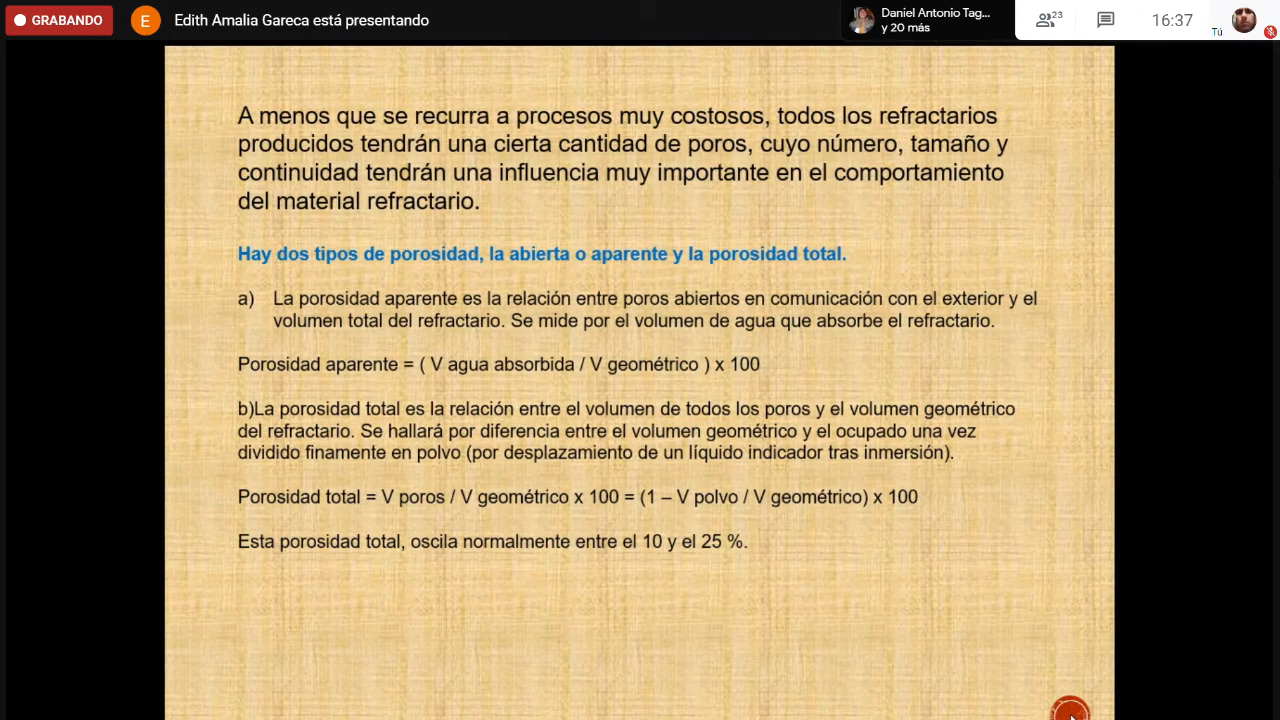 GRABANDO
E
Edith Amalia Gareca está presentando
Daniel Antonio Tag...
y 20 más
23
16:37
Tú
A menos que se recurra a procesos muy costosos, todos los refractarios
producidos tendrán una cierta cantidad de poros, cuyo número, tamaño y
continuidad tendrán una influencia muy importante en el comportamiento
del material refractario.
Hay dos tipos de porosidad, la abierta o aparente y la porosidad total.
a) La porosidad aparente es la relación entre poros abiertos en comunicación con el exterior y el
volumen total del refractario. Se mide por el volumen de agua que absorbe el refractario.
Porosidad aparente = ( V agua absorbida / V geométrico ) x 100
b)La porosidad total es la relación entre el volumen de todos los poros y el volumen geométrico
del refractario. Se hallará por diferencia entre el volumen geométrico y el ocupado una vez
dividido finamente en polvo (por desplazamiento de un líquido indicador tras inmersión).
Porosidad total = V poros / V geométrico x 100 = (1 – V polvo / V geométrico) x 100
Esta porosidad total, oscila normalmente entre el 10 y el 25 %.